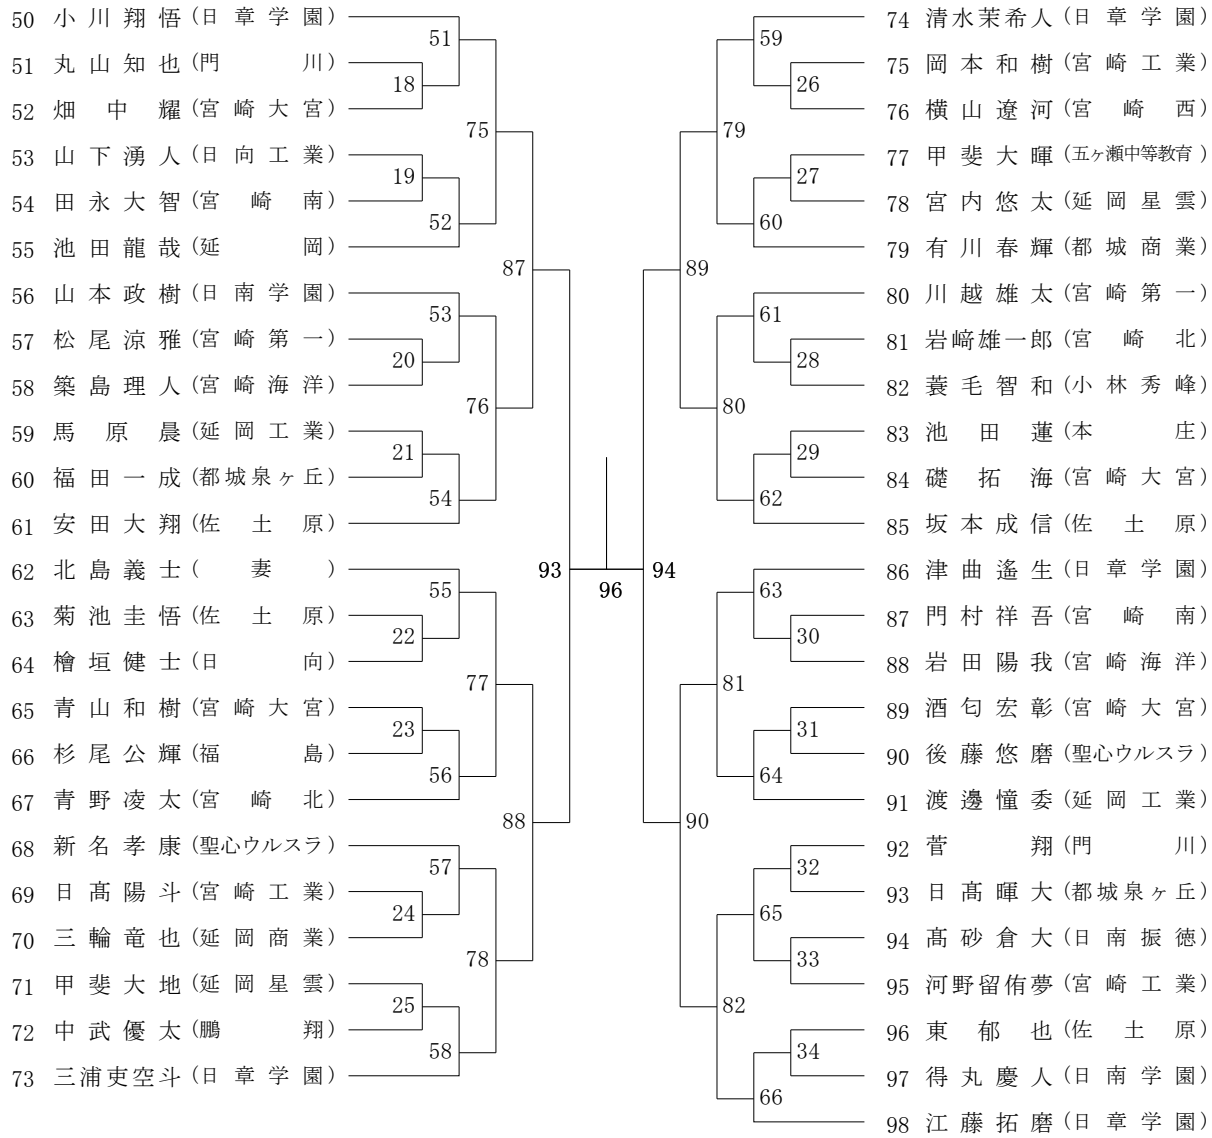 50 小川翔悟(日章学園)
51 丸山知也(門川)
52 畑中耀(宮崎大宮)
53 山下湧人(日向工業)
54 田永大智(宮崎南)
55 池田龍哉(延岡)
56 山本政樹(日南学園)
57 松尾涼雅(宮崎第一)
58 築島理人(宮崎海洋)
59 馬原晨(延岡工業)
60 福田一成(都城泉ヶ丘)
61 安田大翔(佐土原)
62 北島義士(妻)
63 菊池圭悟(佐土原)
64 檜垣健士(日向)
65 青山和樹(宮崎大宮)
66 杉尾公輝(福島)
67 青野凌太(宮崎北)
68 新名孝康(聖心ウルスラ)
69 日髙陽斗(宮崎工業)
70 三輪竜也(延岡商業)
71 甲斐大地(延岡星雲)
72 中武優太(鵬翔)
73 三浦吏空斗(日章学園)
51
18
19
52
53
20
21
54
55
22
23
56
57
24
25
58
75
76
77
78
87
88
93
96
94
89
90
79
80
81
82
59
26
27
60
61
28
29
62
63
30
31
64
32
65
33
34
66
74 清水茉希人(日章学園)
75 岡本和樹(宮崎工業)
76 横山遼河(宮崎西)
77 甲斐大暉(五ヶ瀬中等教育)
78 宮内悠太(延岡星雲)
79 有川春輝(都城商業)
80 川越雄太(宮崎第一)
81 岩﨑雄一郎(宮崎北)
82 蓑毛智和(小林秀峰)
83 池田蓮(本庄)
84 礎拓海(宮崎大宮)
85 坂本成信(佐土原)
86 津曲遙生(日章学園)
87 門村祥吾(宮崎南)
88 岩田陽我(宮崎海洋)
89 酒匂宏彰(宮崎大宮)
90 後藤悠磨(聖心ウルスラ)
91 渡邊憧委(延岡工業)
92 菅翔(門川)
93 日髙暉大(都城泉ヶ丘)
94 髙砂倉大(日南振徳)
95 河野留侑夢(宮崎工業)
96 東郁也(佐土原)
97 得丸慶人(日南学園)
98 江藤拓磨(日章学園)